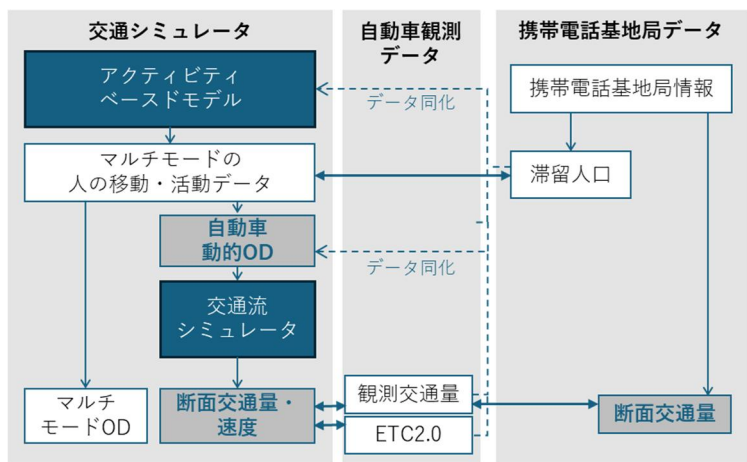 交通シミュレータ
アクティビティ
ベースドモデル
マルチモードの
人の移動・活動データ
自動車
動的OD
交通流
シミュレータ
マルチ
モードOD
断面交通量・
速度
自動車観測
データ
データ同化
データ同化
観測交通量
ETC2.0
携帯電話基地局データ
携帯電話基地局情報
滞留人口
断面交通量